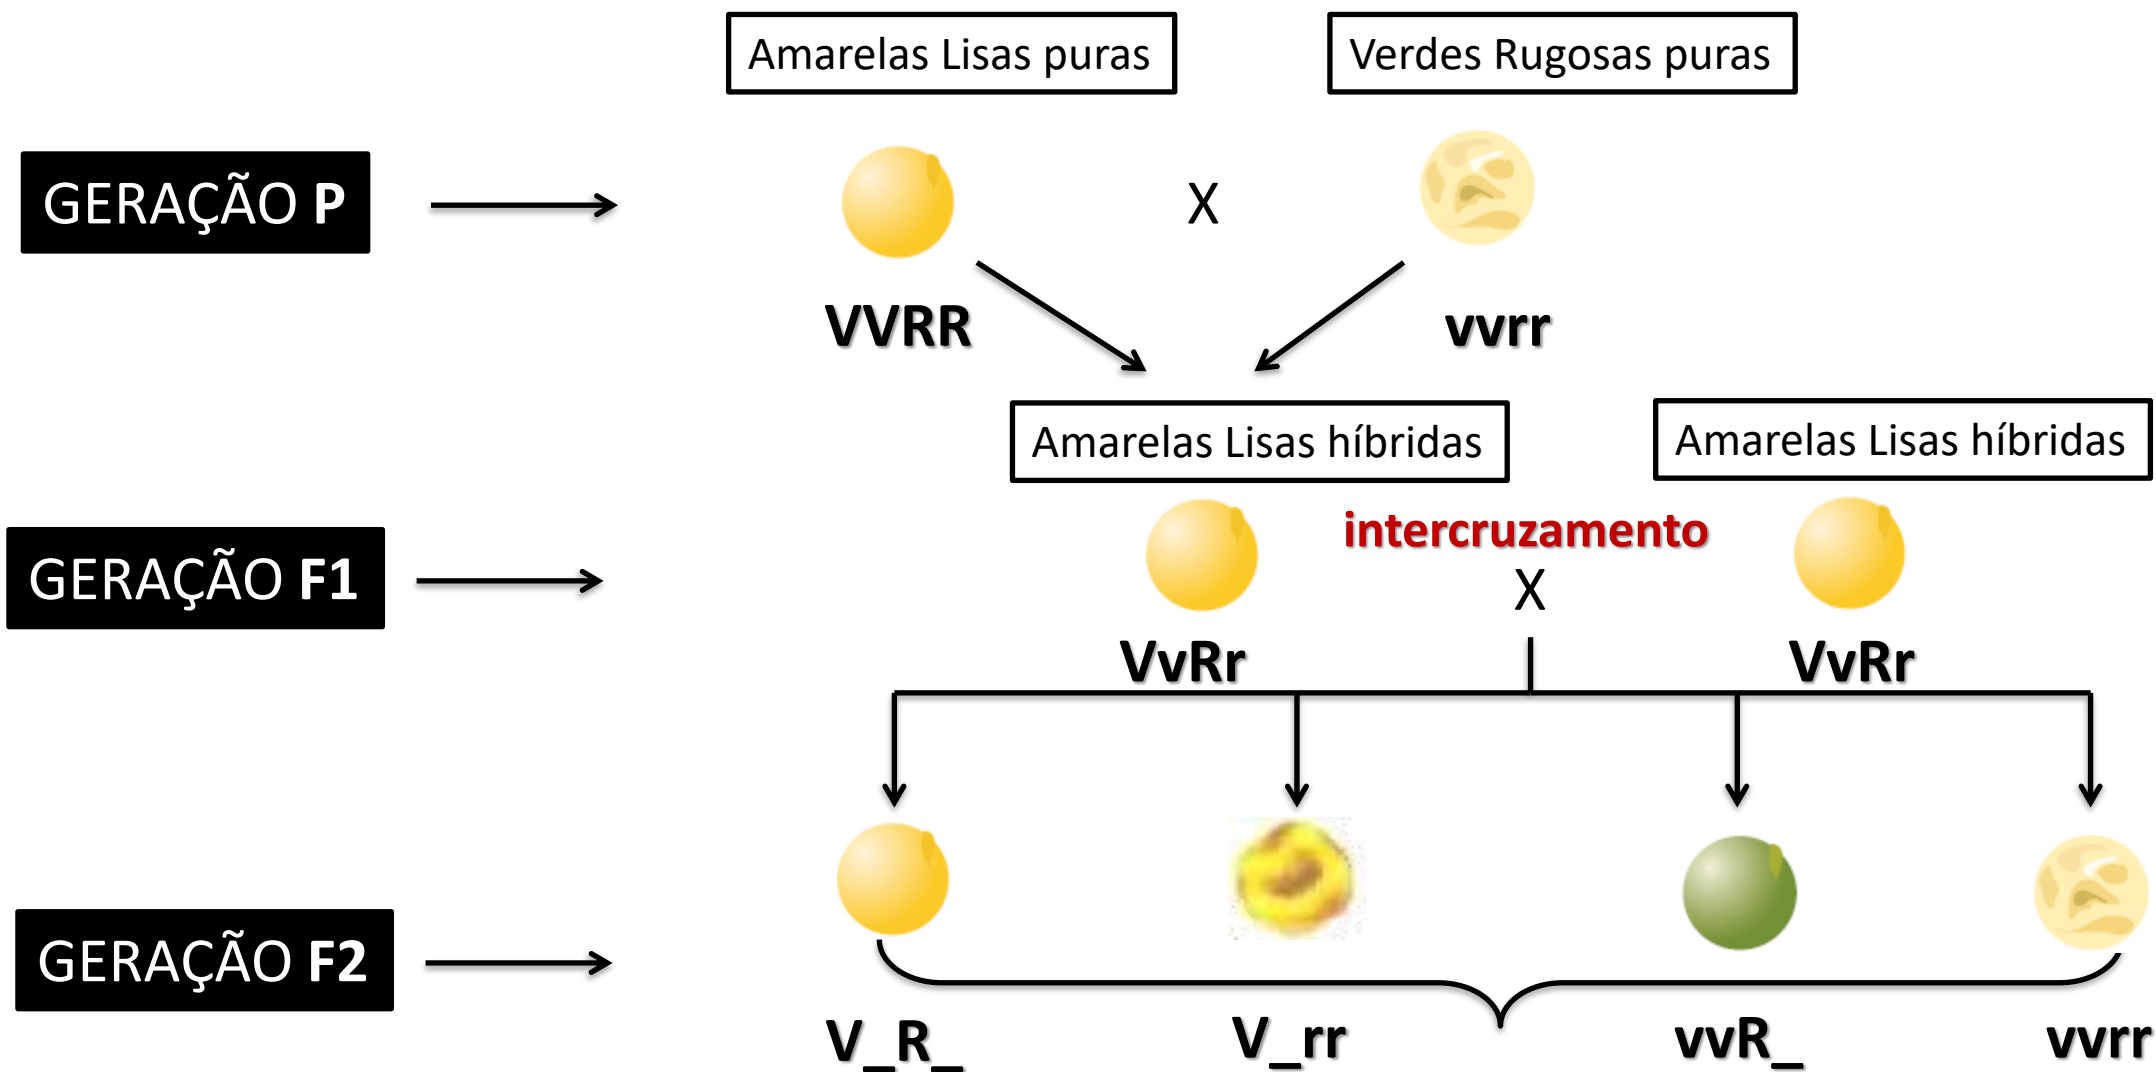 Amarelas Lisas puras
Verdes Rugosas puras
GERAÇÃO P
X
VVRR
vvrr
Amarelas Lisas híbridas
Amarelas Lisas híbridas
intercruzamento
GERAÇÃO F1
X
VvRr
VvRr
GERAÇÃO F2
V_R_
V_rr
vvR_
vvrr